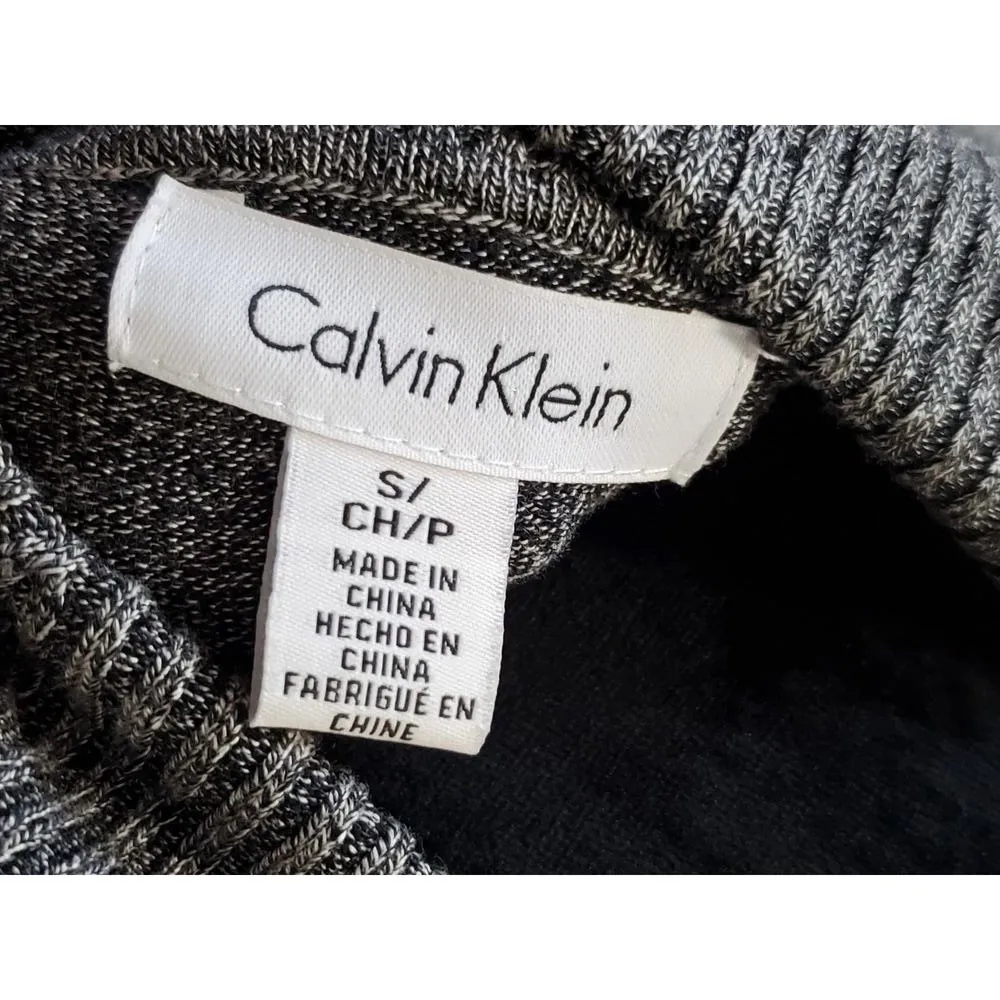 Calvin Klein
S/
CH/P
MADE IN
CHINA
HECHO EN
CHINA
FABRIGUÉ EN
CHINE